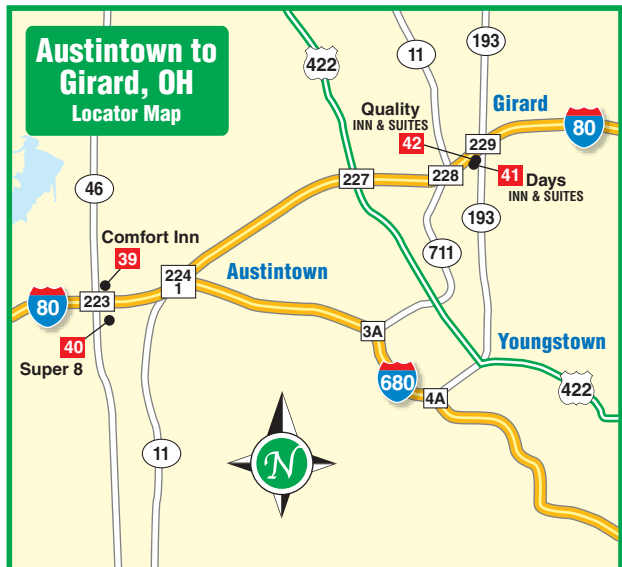 Austintown to
Girard, OH
Locator Map
422
11
193
Quality
INN & SUITES
42
Girard
80
229
228
41
Days
INN & SUITES
227
46
193
711
Comfort Inn
39
224
1
Austintown
80
223
40
Super 8
3A
Youngstown
680
4A
422
11
N